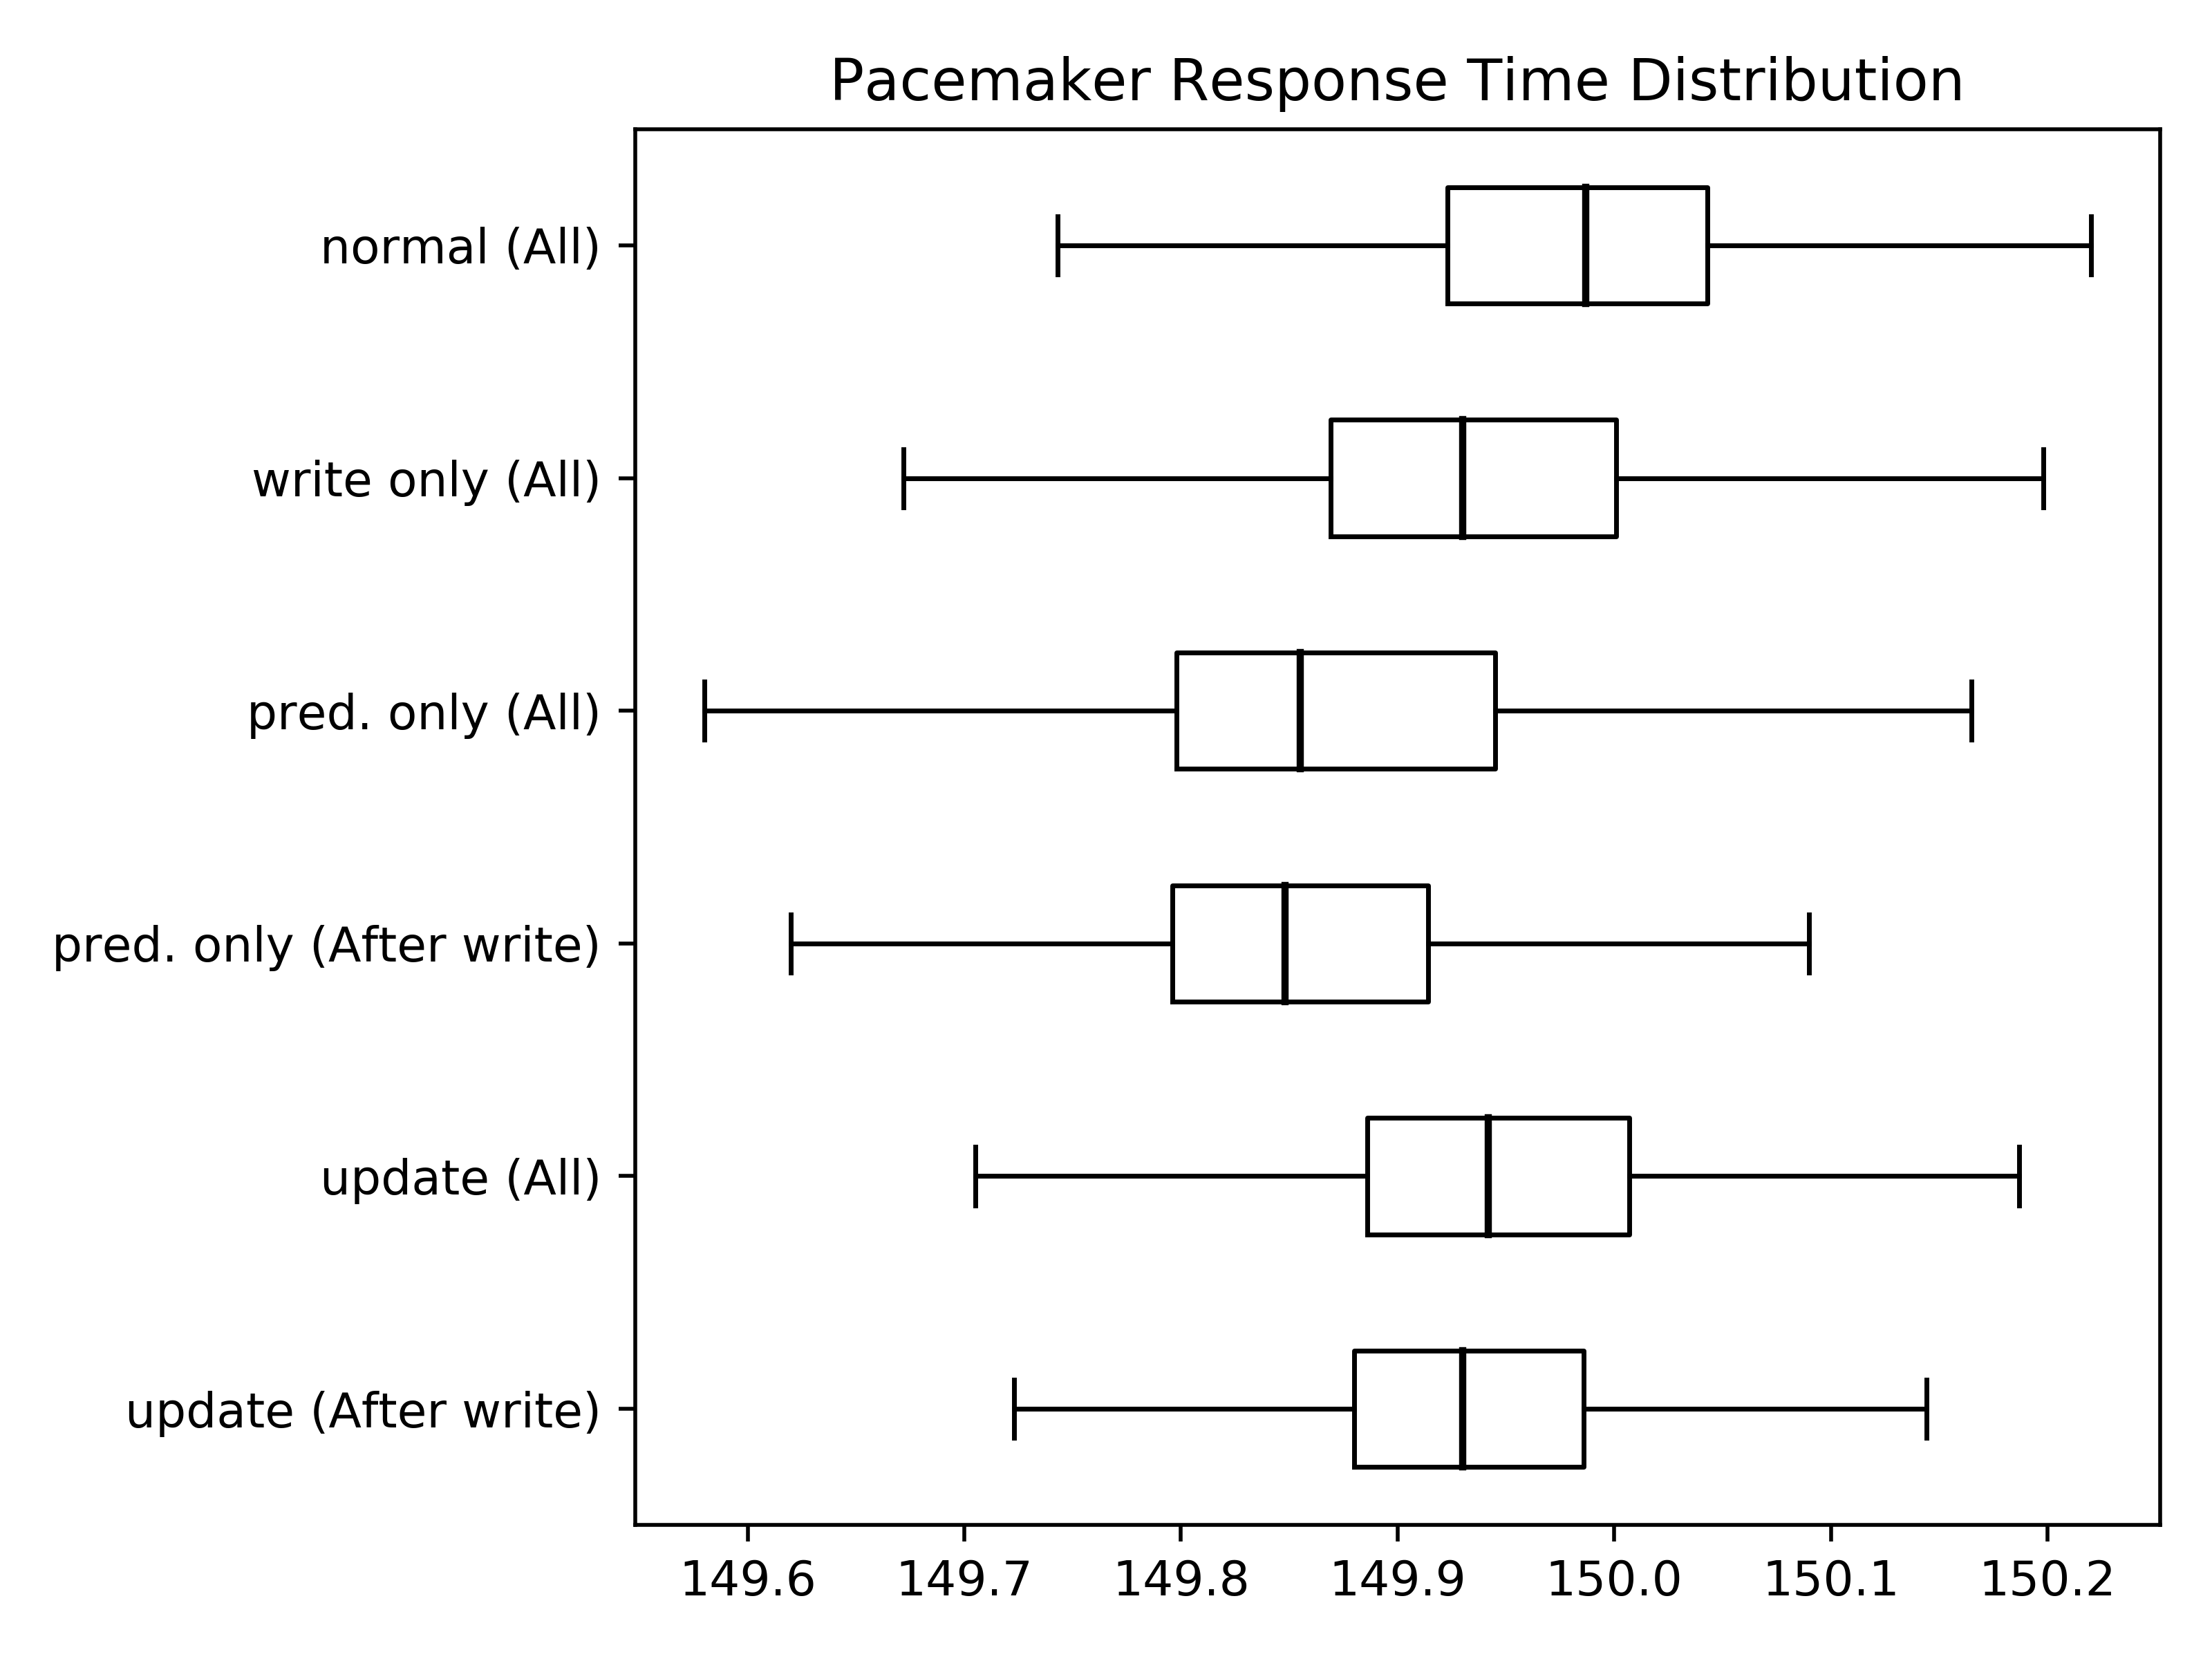 Pacemaker Response Time Distribution
normal (All)
write only (All)
pred. only (All)
pred. only (After write)
update (All)
update (After write)
149.6 149.7 149.8 149.9 150.0 150.1 150.2